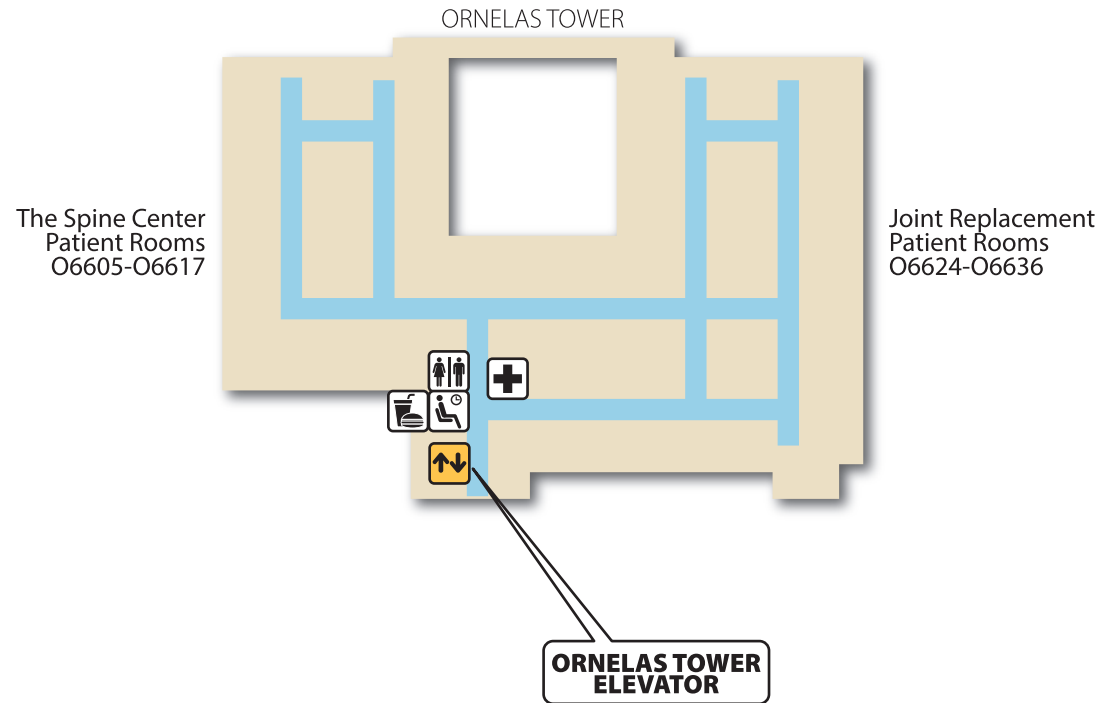 ORNELAS TOWER
The Spine Center
Patient Rooms
O6605-O6617
Joint Replacement
Patient Rooms
O6624-O6636
ORNELAS TOWER
ELEVATOR